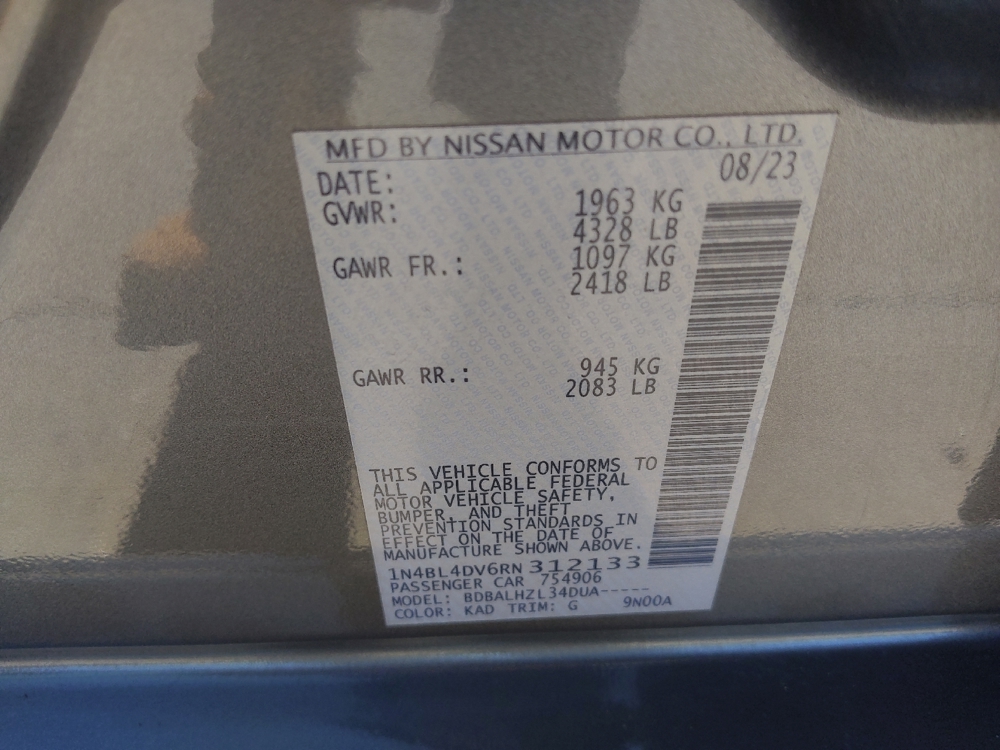 MFD BY NISSAN MOTOR CO., LTD.
DATE: 08/23
GVWR: 1963 KG
4328 LB
GAWR FR.: 1097 KG
2418 LB
GAWR RR.: 945 KG
2083 LB
THIS VEHICLE CONFORMS TO
ALL APPLICABLE FEDERAL
MOTOR VEHICLE SAFETY,
BUMPER, AND THEFT
PREVENTION STANDARDS IN
EFFECT ON THE DATE OF
MANUFACTURE SHOWN ABOVE.
1N4BL4DV6RN312133
PASSENGER CAR 754906
MODEL: BDBALHZL34DUA-----
COLOR: KAD TRIM: G 9N00A